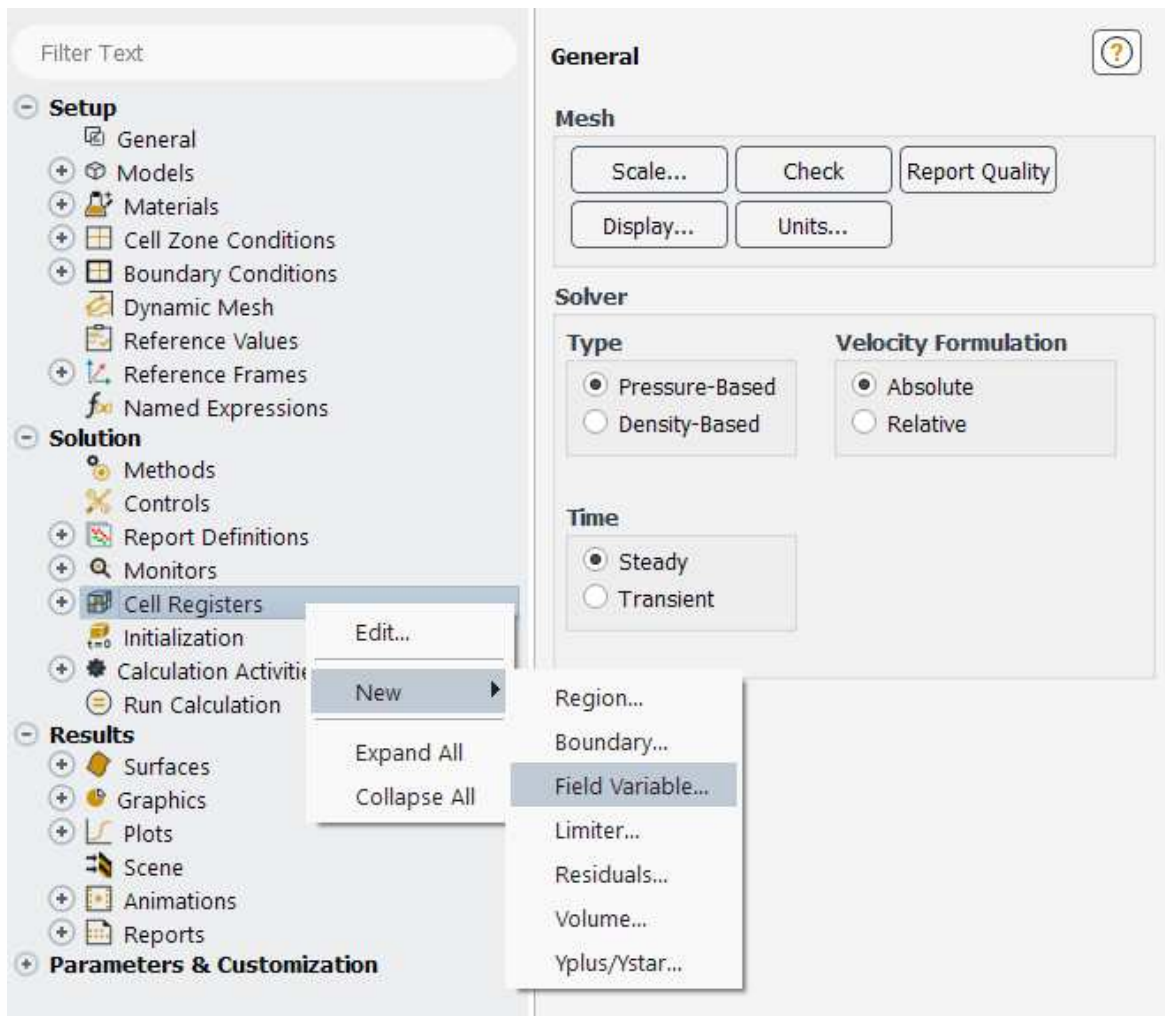 Filter Text
Setup
General
Models
Materials
Cell Zone Conditions
Boundary Conditions
Dynamic Mesh
Reference Values
Reference Frames
Named Expressions
Solution
Methods
Controls
Report Definitions
Monitors
Cell Registers
Initialization
Calculation Activitie
Run Calculation
Results
Surfaces
Graphics
Plots
Scene
Animations
Reports
Parameters & Customization
Edit...
New
Expand All
Collapse All
Region...
Boundary...
Field Variable...
Limiter...
Residuals...
Volume...
Yplus/Ystar...
General
?
Mesh
Scale... Check Report Quality
Display... Units...
Solver
Type
Pressure-Based
Density-Based
Velocity Formulation
Absolute
Relative
Time
Steady
Transient